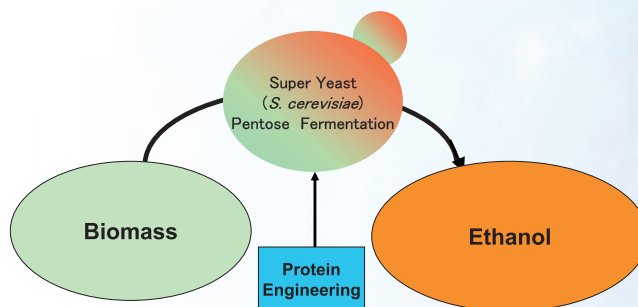 Super Yeast
(S. cerevisiae)
Pentose Fermentation
Biomass
Ethanol
Protein
Engineering